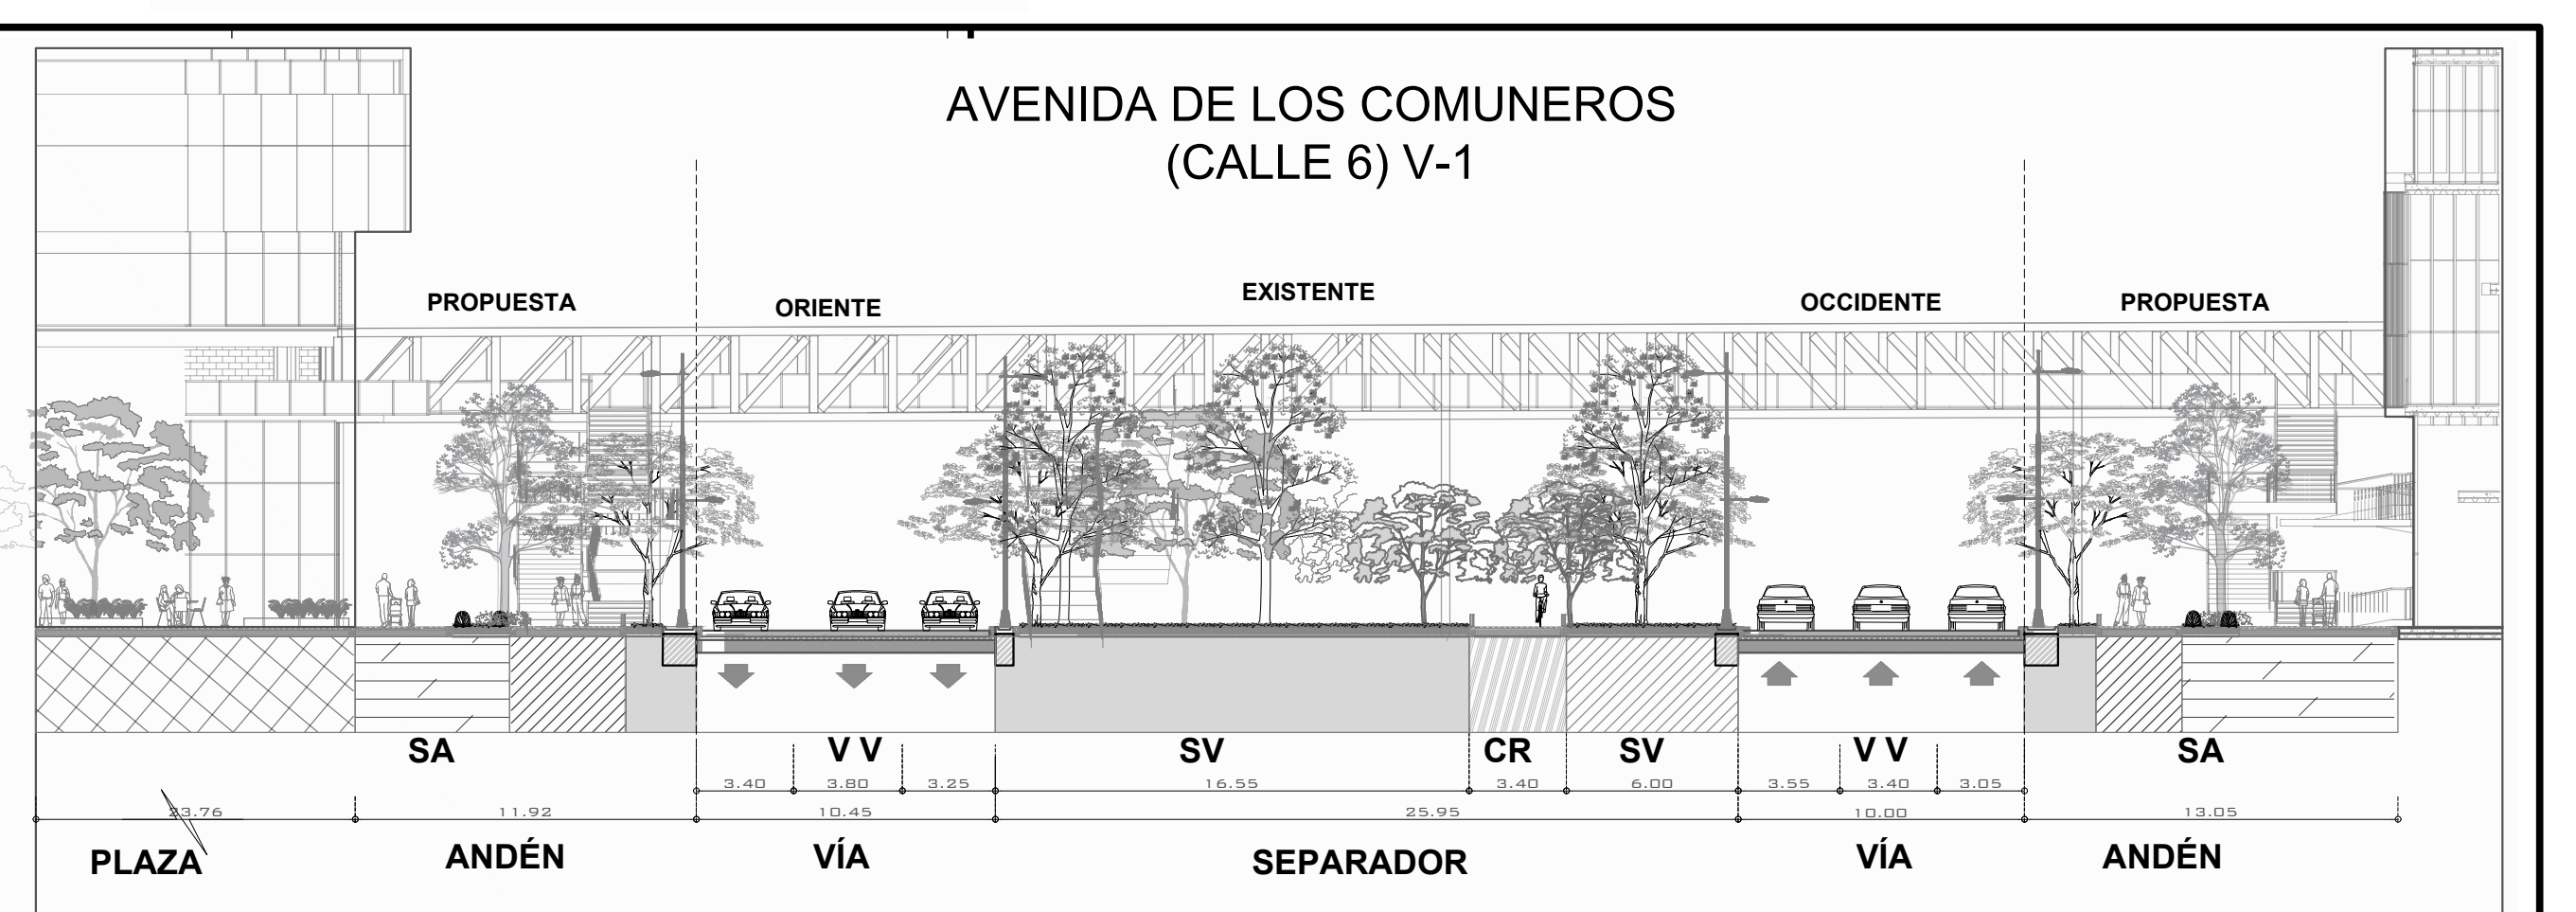 AVENIDA DE LOS COMUNEROS
(CALLE 6) V-1
PROPUESTA ORIENTE EXISTENTE OCCIDENTE PROPUESTA
SA V V SV CR SV V V SA
3.40 3.80 3.25 16.55 3.40 6.00 3.55 3.40 3.05
23.76 11.92 10.45 25.95 10.00 13.05
PLAZA ANDÉN VÍA SEPARADOR VÍA ANDÉN